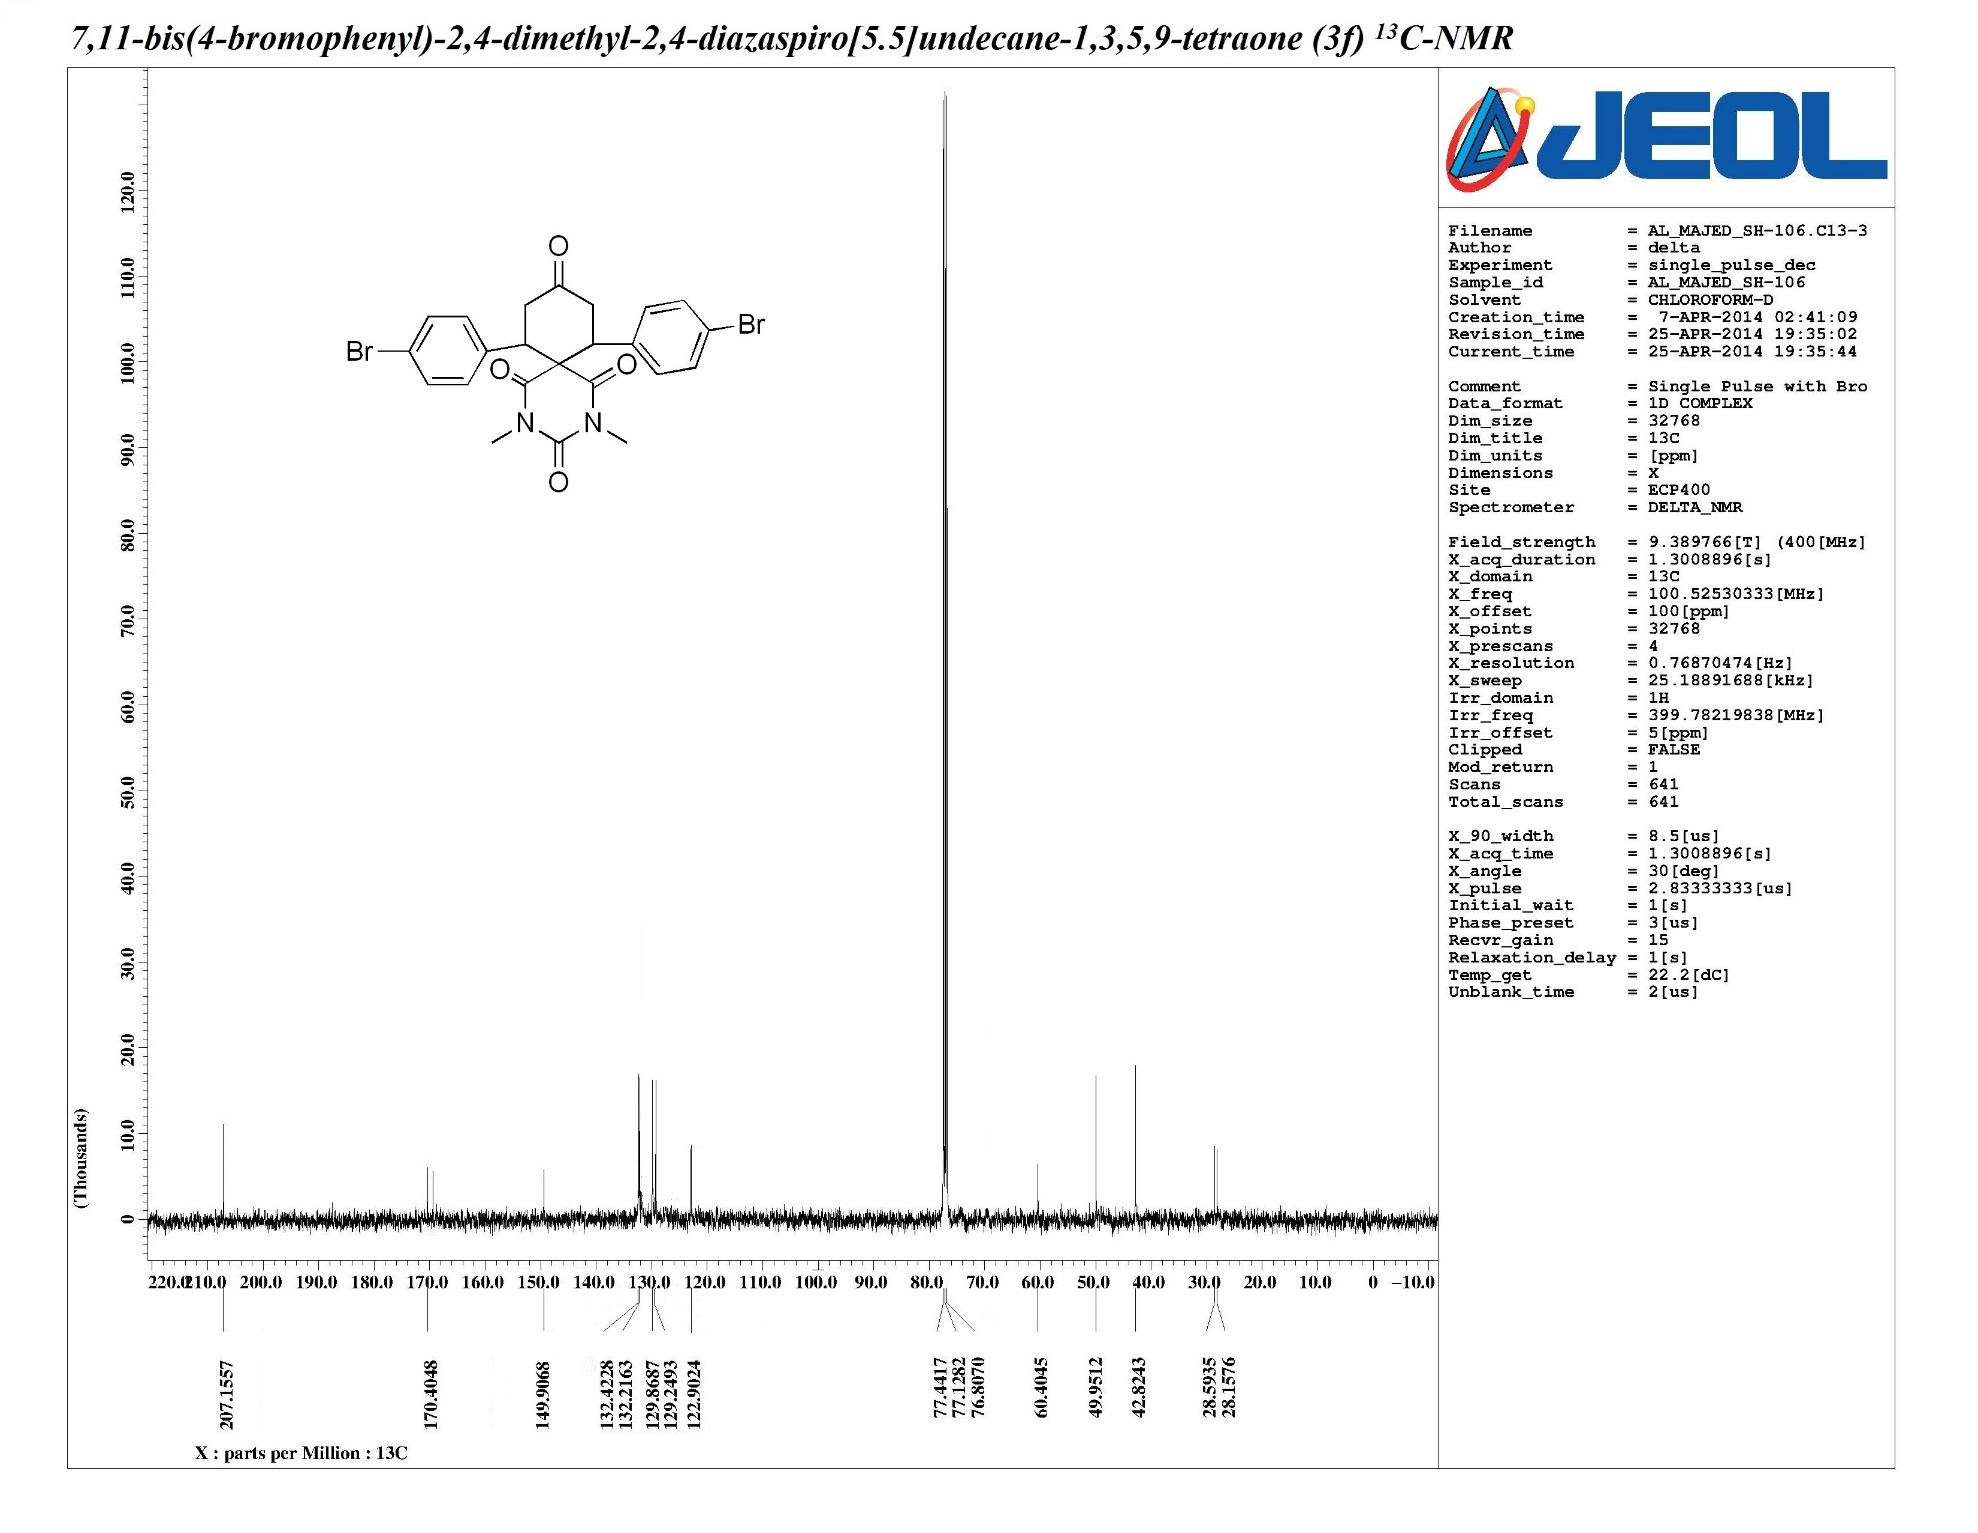 7,11-bis(4-bromophenyl)-2,4-dimethyl-2,4-diazaspiro[5.5]undecane-1,3,5,9-tetraone (3f) ¹³C-NMR
JEOL
Filename = AL_MAJED_SH-106.C13-3
Author = delta
Experiment = single_pulse_dec
Sample_id = AL_MAJED_SH-106
Solvent = CHLOROFORM-D
Creation_time = 7-APR-2014 02:41:09
Revision_time = 25-APR-2014 19:35:02
Current_time = 25-APR-2014 19:35:44
Comment = Single Pulse with Bro
Data_format = 1D COMPLEX
Dim_size = 32768
Dim_title = 13C
Dim_units = [ppm]
Dimensions = X
Site = ECP400
Spectrometer = DELTA_NMR
Field_strength = 9.389766[T] (400[MHz]
X_acq_duration = 1.3008896[s]
X_domain = 13C
X_freq = 100.52530333[MHz]
X_offset = 100[ppm]
X_points = 32768
X_prescans = 4
X_resolution = 0.76870474[Hz]
X_sweep = 25.18891688[kHz]
Irr_domain = 1H
Irr_freq = 399.78219838[MHz]
Irr_offset = 5[ppm]
Clipped = FALSE
Mod_return = 1
Scans = 641
Total_scans = 641
X_90_width = 8.5[us]
X_acq_time = 1.3008896[s]
X_angle = 30[deg]
X_pulse = 2.83333333[us]
Initial_wait = 1[s]
Phase_preset = 3[us]
Recvr_gain = 15
Relaxation_delay = 1[s]
Temp_get = 22.2[dC]
Unblank_time = 2[us]
O
Br
Br
O O
N N
O
120.0
110.0
100.0
90.0
80.0
70.0
60.0
50.0
40.0
30.0
20.0
10.0
0
(Thousands)
220.0 210.0 200.0 190.0 180.0 170.0 160.0 150.0 140.0 130.0 120.0 110.0 100.0 90.0 80.0 70.0 60.0 50.0 40.0 30.0 20.0 10.0 0 -10.0
207.1557
170.4048
149.9068
132.4228
132.2163
129.8687
129.2493
122.9024
77.4417
77.1282
76.8070
60.4045
49.9512
42.8243
28.5935
28.1576
X : parts per Million : 13C